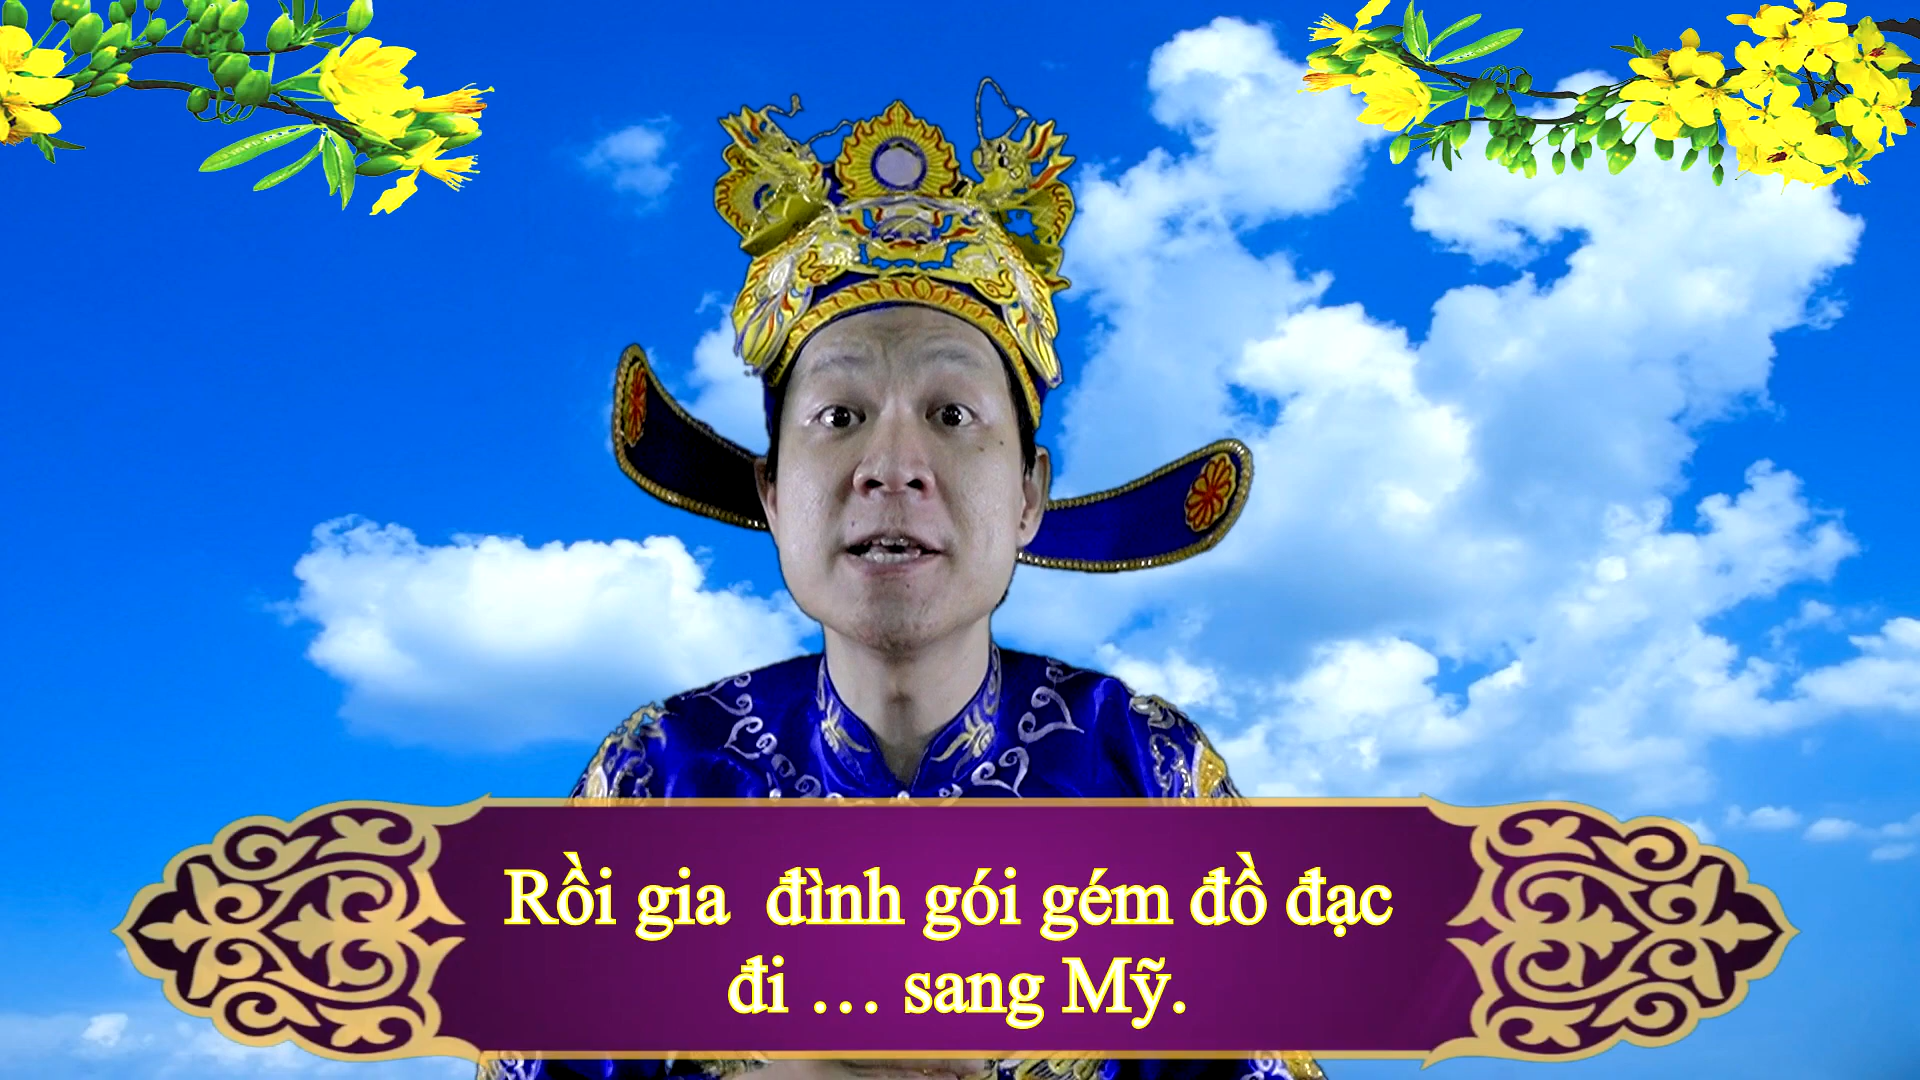 Rồi gia  đình gói gém đồ đạc
đi … sang Mỹ.